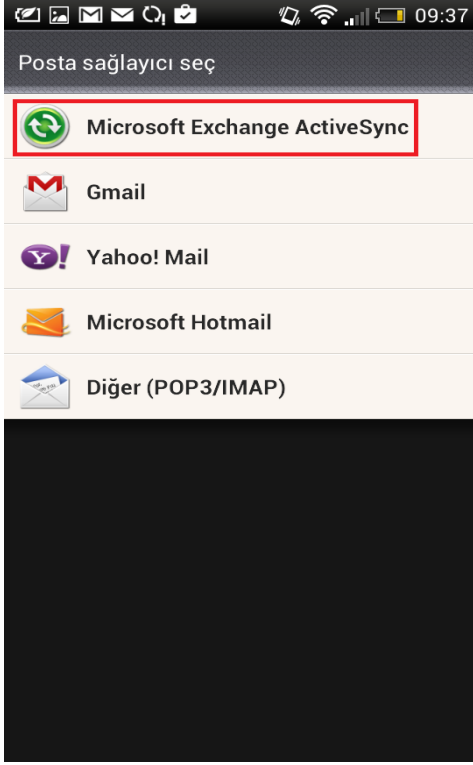 09:37
Posta sağlayıcı seç
Microsoft Exchange ActiveSync
Gmail
Yahoo! Mail
Microsoft Hotmail
Diğer (POP3/IMAP)